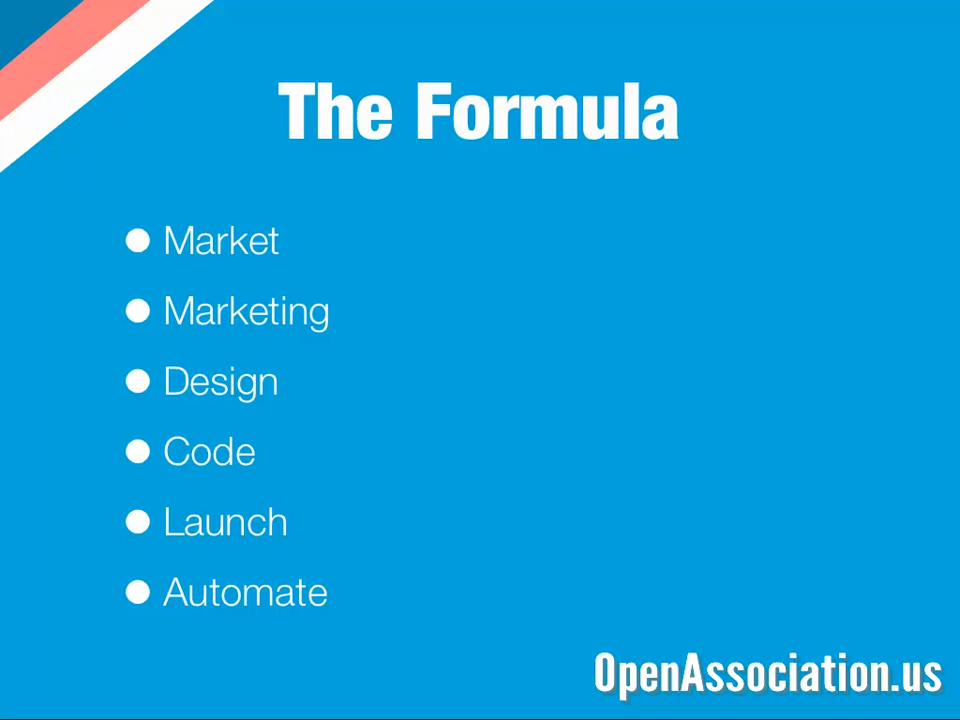 The Formula
Market
Marketing
Design
Code
Launch
Automate
OpenAssociation.us